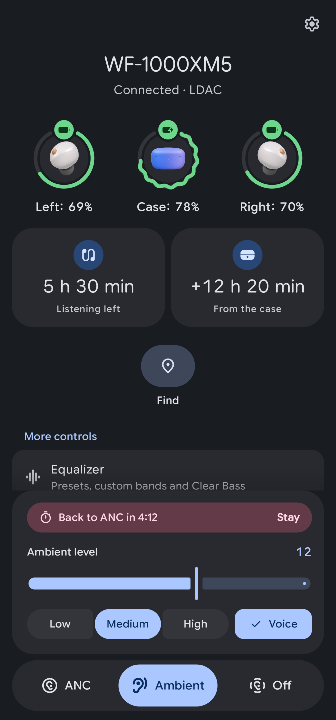 WF-1000XM5
Connected · LDAC
Left: 69%
Case: 78%
Right: 70%
5 h 30 min
Listening left
+12 h 20 min
From the case
Find
More controls
Equalizer
Presets, custom bands and Clear Bass
Back to ANC in 4:12
Stay
Ambient level
12
Low
Medium
High
Voice
ANC
Ambient
Off